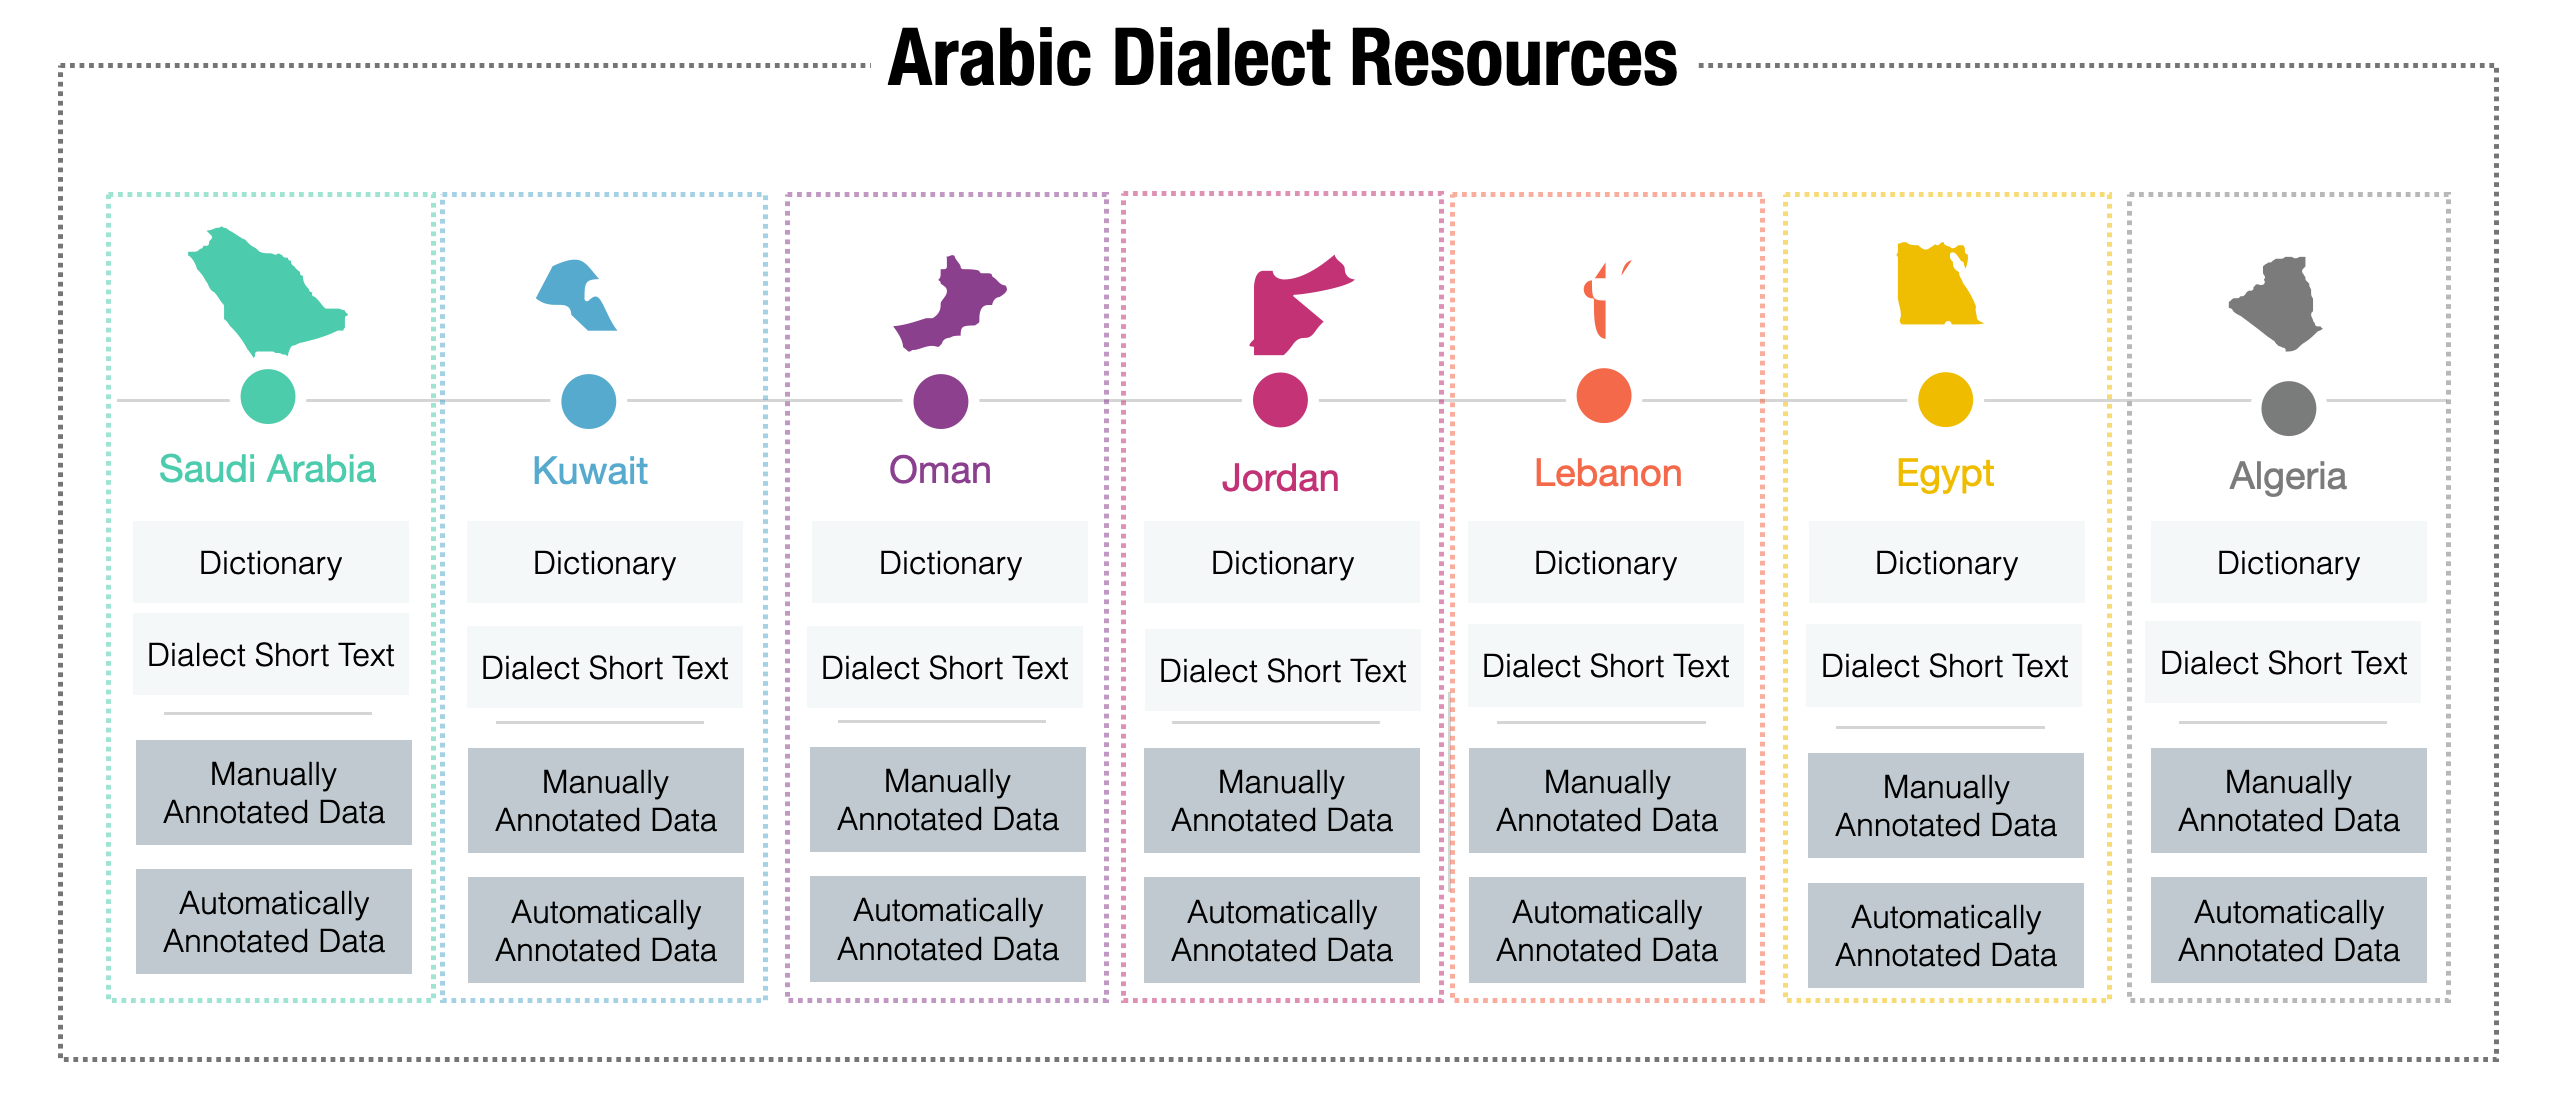 Arabic Dialect Resources
Saudi Arabia
Dictionary
Dialect Short Text
Manually
Annotated Data
Automatically
Annotated Data
Kuwait
Dictionary
Dialect Short Text
Manually
Annotated Data
Automatically
Annotated Data
Oman
Dictionary
Dialect Short Text
Manually
Annotated Data
Automatically
Annotated Data
Jordan
Dictionary
Dialect Short Text
Manually
Annotated Data
Automatically
Annotated Data
Lebanon
Dictionary
Dialect Short Text
Manually
Annotated Data
Automatically
Annotated Data
Egypt
Dictionary
Dialect Short Text
Manually
Annotated Data
Automatically
Annotated Data
Algeria
Dictionary
Dialect Short Text
Manually
Annotated Data
Automatically
Annotated Data